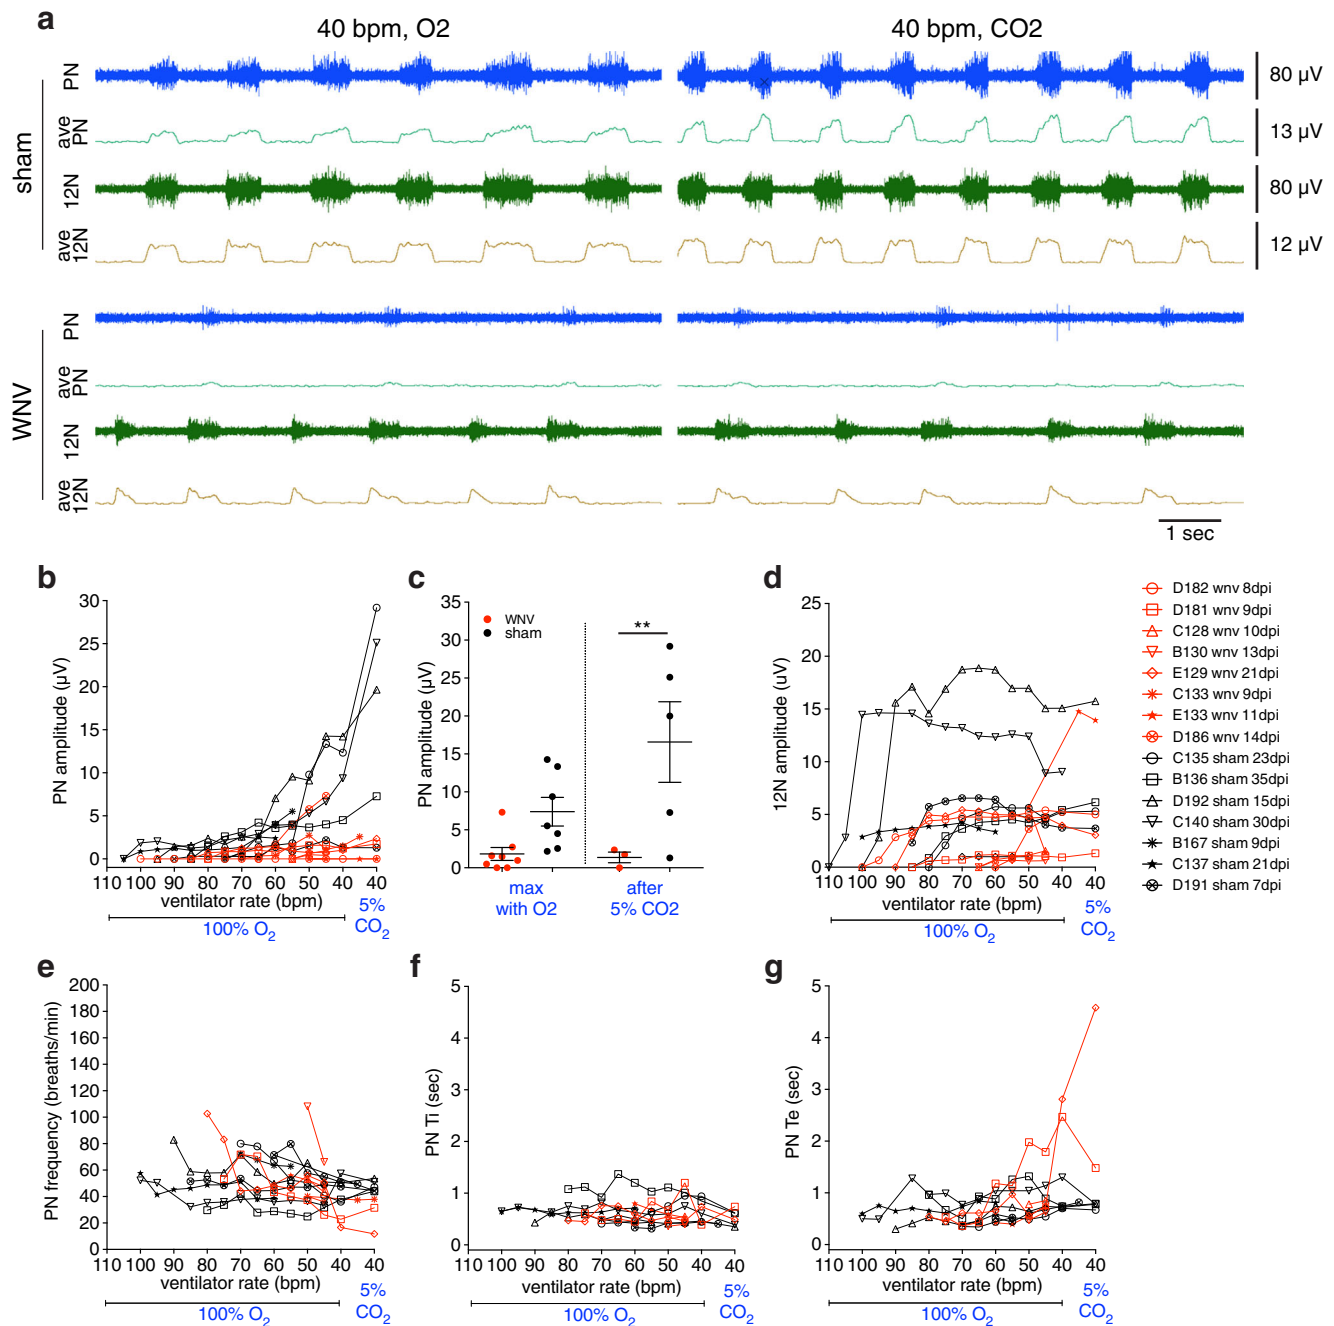 a
40 bpm, O2
40 bpm, CO2
sham
PN
80 µV
ave PN
13 µV
12N
80 µV
ave 12N
12 µV
WNV
PN
ave PN
12N
ave 12N
1 sec
b
PN amplitude (µV)
30
25
20
15
10
5
0
110 100 90 80 70 60 50 40 40
ventilator rate (bpm)
100% O2
5% CO2
c
PN amplitude (µV)
35
30
25
20
15
10
5
0
WNV
sham
**
max with O2
after 5% CO2
d
12N amplitude (µV)
25
20
15
10
5
0
110 100 90 80 70 60 50 40 40
ventilator rate (bpm)
100% O2
5% CO2
D182 wnv 8dpi
D181 wnv 9dpi
C128 wnv 10dpi
B130 wnv 13dpi
E129 wnv 21dpi
C133 wnv 9dpi
E133 wnv 11dpi
D186 wnv 14dpi
C135 sham 23dpi
B136 sham 35dpi
D192 sham 15dpi
C140 sham 30dpi
B167 sham 9dpi
C137 sham 21dpi
D191 sham 7dpi
e
PN frequency (breaths/min)
200
180
160
140
120
100
80
60
40
20
0
110 100 90 80 70 60 50 40 40
ventilator rate (bpm)
100% O2
5% CO2
f
PN Ti (sec)
5
4
3
2
1
0
110 100 90 80 70 60 50 40 40
ventilator rate (bpm)
100% O2
5% CO2
g
PN Te (sec)
5
4
3
2
1
0
110 100 90 80 70 60 50 40 40
ventilator rate (bpm)
100% O2
5% CO2